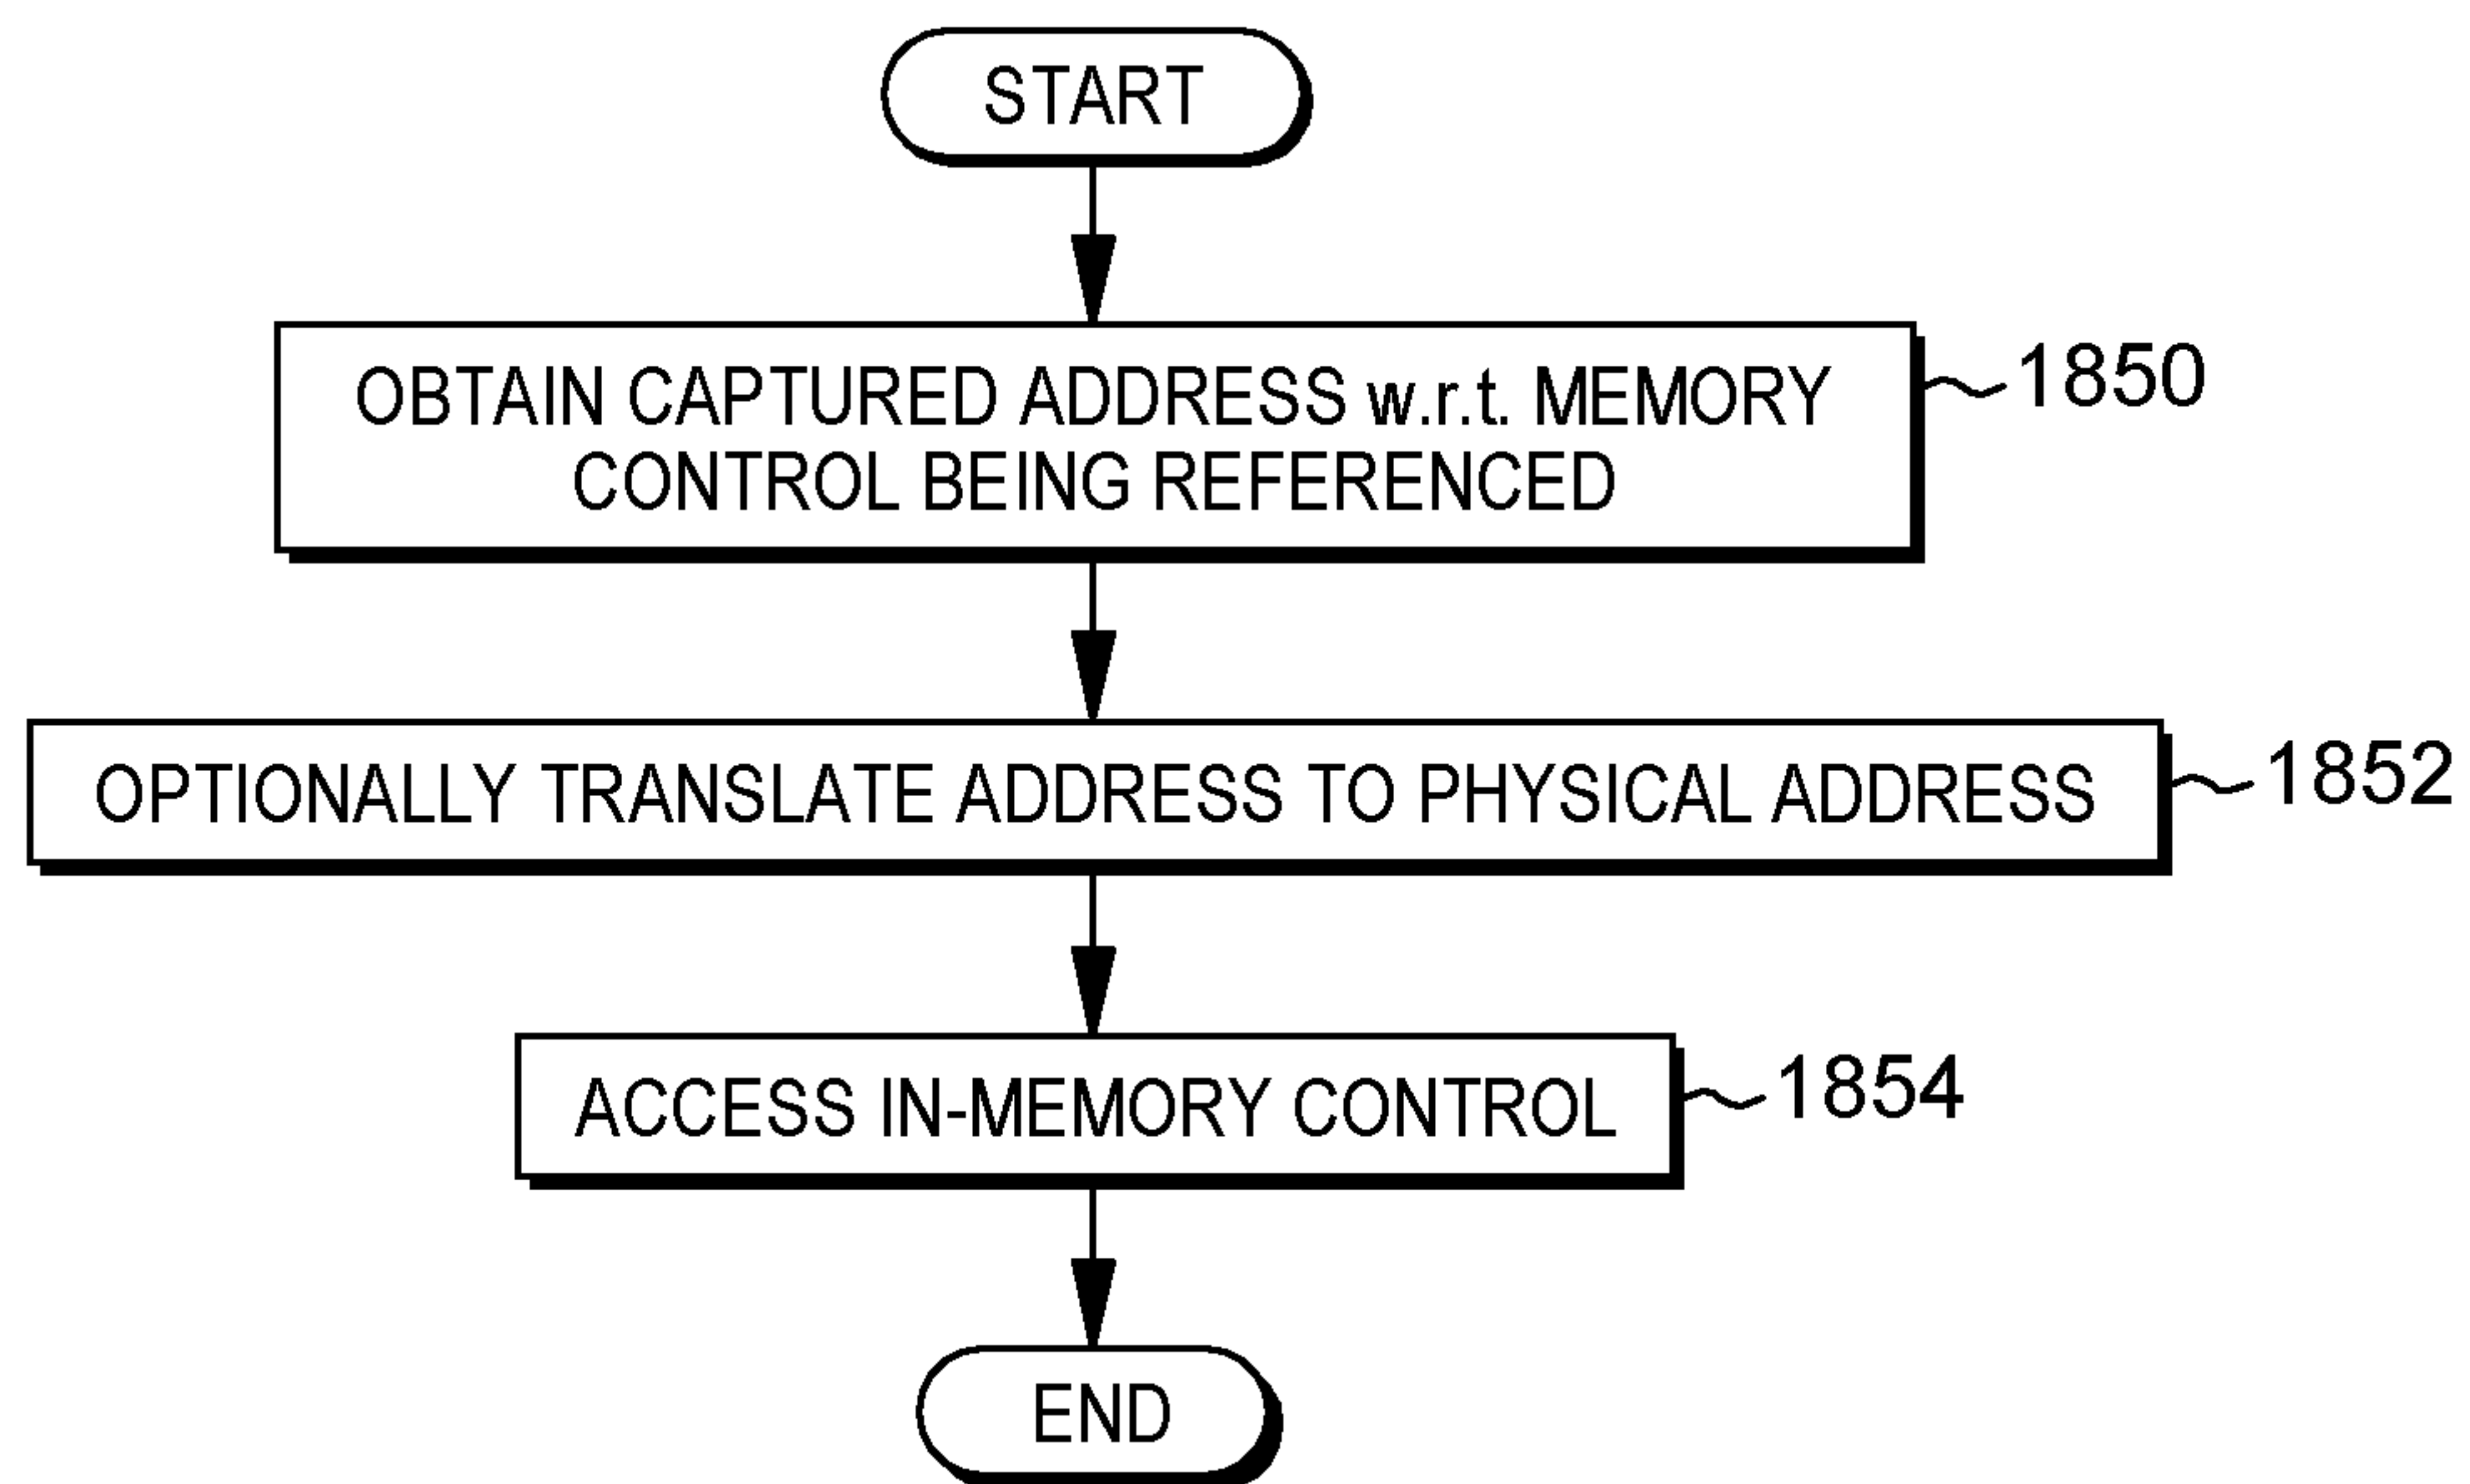 START
OBTAIN CAPTURED ADDRESS w.r.t. MEMORY
CONTROL BEING REFERENCED
1850
OPTIONALLY TRANSLATE ADDRESS TO PHYSICAL ADDRESS
1852
ACCESS IN-MEMORY CONTROL
1854
END